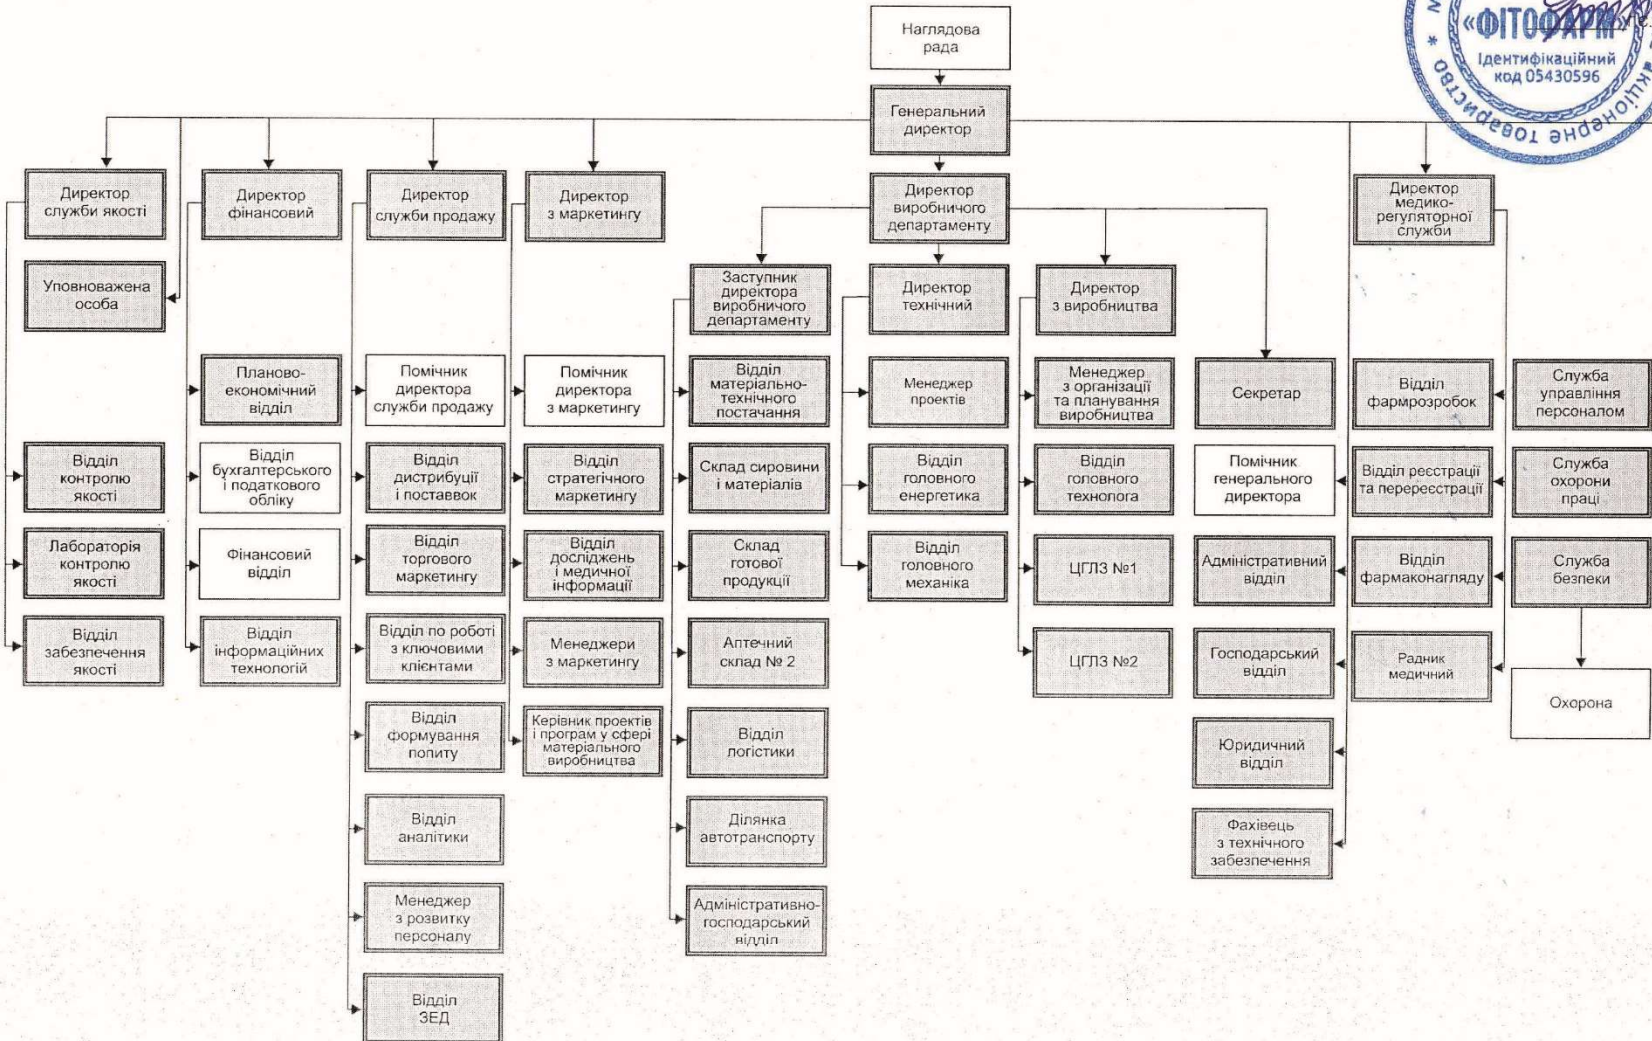 Наглядова
рада
«ФІТОФАРМ»
Ідентифікаційний
код 05430596
акціонерне товариство
Генеральний
директор
Директор
служби якості
Директор
фінансовий
Директор
служби продажу
Директор
з маркетингу
Директор
виробничого
департаменту
Директор
медико-
регуляторної
служби
Уповноважена
особа
Заступник
директора
виробничого
департаменту
Директор
технічний
Директор
з виробництва
Планово-
економічний
відділ
Помічник
директора
служби продажу
Помічник
директора
з маркетингу
Відділ
матеріально-
технічного
постачання
Менеджер
проектів
Менеджер
з організації
та планування
виробництва
Секретар
Відділ
фармрозробок
Служба
управління
персоналом
Відділ
контролю
якості
Відділ
бухгалтерського
і податкового
обліку
Відділ
дистрибуції
і поставвок
Відділ
стратегічного
маркетингу
Склад сировини
і матеріалів
Відділ
головного
енергетика
Відділ
головного
технолога
Помічник
генерального
директора
Відділ реєстрації
та перереєстрації
Служба
охорони
праці
Лабораторія
контролю
якості
Фінансовий
відділ
Відділ
торгового
маркетингу
Відділ
досліджень
і медичної
інформації
Склад
готової
продукції
Відділ
головного
механіка
ЦГЛЗ №1
Адміністративний
відділ
Відділ
фармаконагляду
Служба
безпеки
Відділ
забезпечення
якості
Відділ
інформаційних
технологій
Відділ по роботі
з ключовими
клієнтами
Менеджери
з маркетингу
Аптечний
склад № 2
ЦГЛЗ №2
Господарський
відділ
Радник
медичний
Охорона
Відділ
формування
попиту
Керівник проектів
і програм у сфері
матеріального
виробництва
Відділ
логістики
Юридичний
відділ
Відділ
аналітики
Ділянка
автотранспорту
Фахівець
з технічного
забезпечення
Менеджер
з розвитку
персоналу
Адміністративно-
господарський
відділ
Відділ
ЗЕД